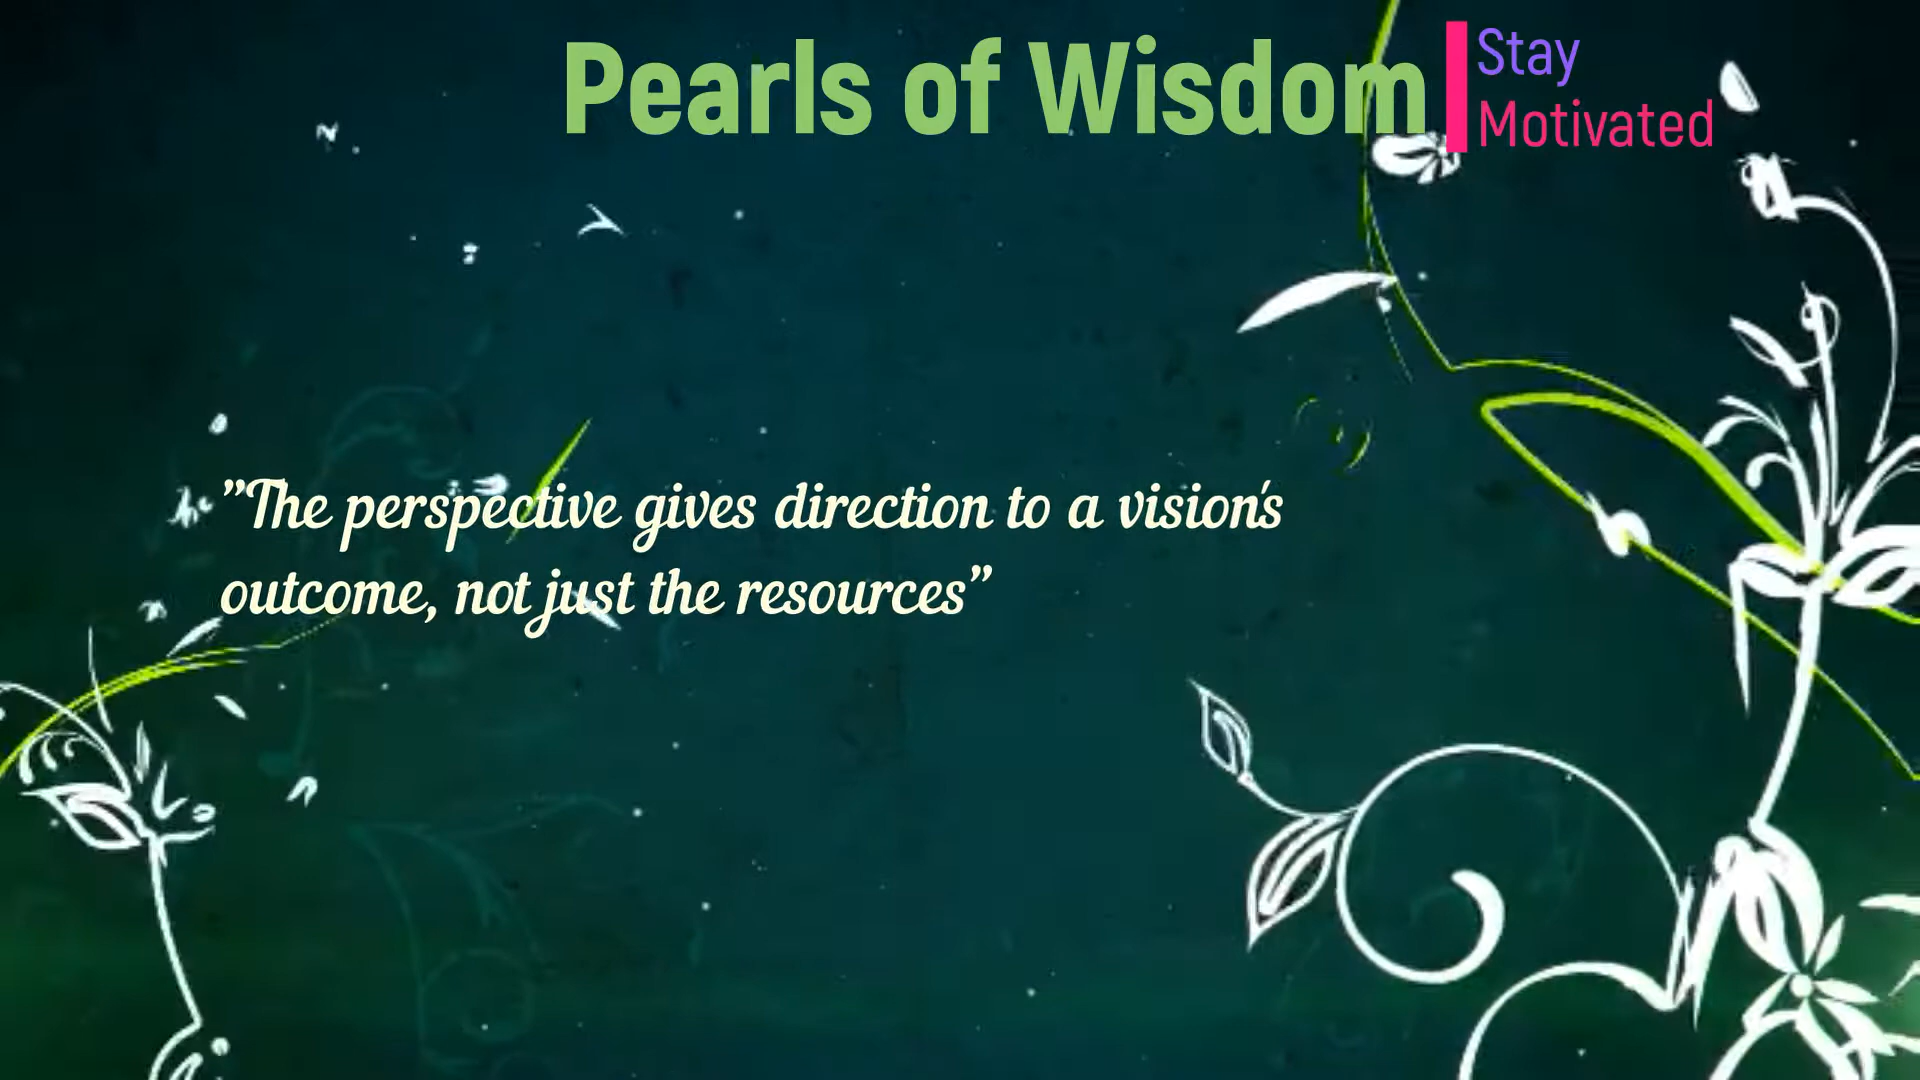 Pearls of Wisdom
Stay
Motivated
”The perspective gives direction to a vision's
outcome, not just the resources”